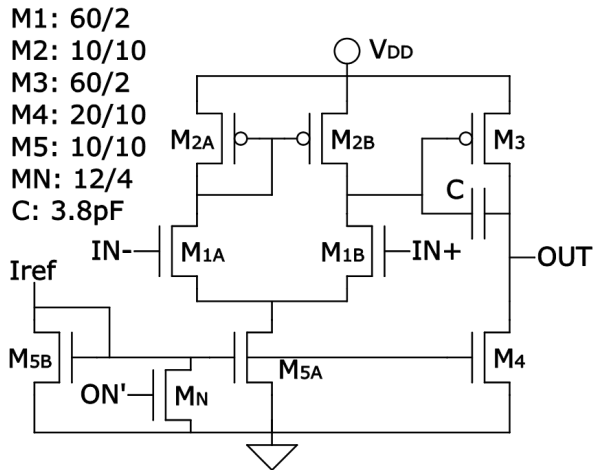 M1: 60/2
M2: 10/10
M3: 60/2
M4: 20/10
M5: 10/10
MN: 12/4
C: 3.8pF
VDD
M2A
M2B
M3
C
IN-
M1A
M1B
IN+
OUT
Iref
M5B
M5A
M4
ON'
MN